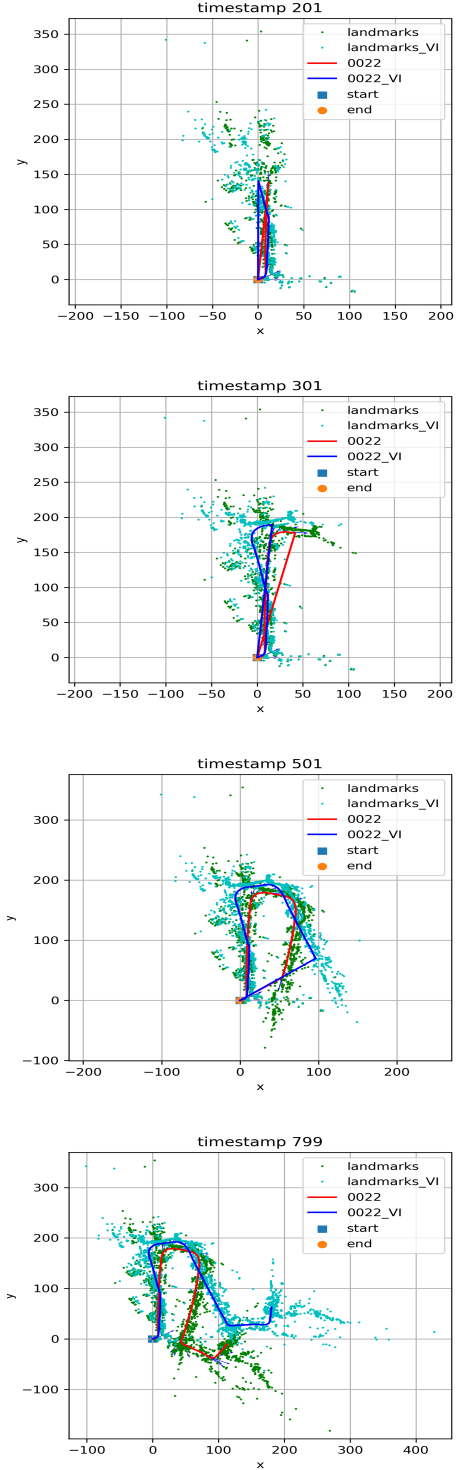 timestamp 201
350
300
250
200
150
100
50
0
y
−200 −150 −100 −50 0 50 100 150 200
x
landmarks
landmarks_VI
0022
0022_VI
start
end
timestamp 301
350
300
250
200
150
100
50
0
y
−200 −150 −100 −50 0 50 100 150 200
x
landmarks
landmarks_VI
0022
0022_VI
start
end
timestamp 501
300
200
100
0
−100
y
−200 −100 0 100 200
x
landmarks
landmarks_VI
0022
0022_VI
start
end
timestamp 799
300
200
100
0
−100
y
−100 0 100 200 300 400
x
landmarks
landmarks_VI
0022
0022_VI
start
end